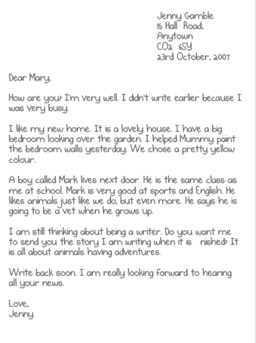 Jenny Gamble
15 Hall Road,
Anytown
CO2 6SY
23rd October, 2007
Dear Mary,
How are you? I'm very well. I didn't write earlier because I
was very busy.
I like my new home. It is a lovely house. I have a big
bedroom looking over the garden. I helped Mummy paint
the bedroom walls yesterday. We chose a pretty yellow
colour.
A boy called Mark lives next door. He is the same class as
me at school. Mark is very good at sports and English. He
likes animals just like we do, but even more. He says he is
going to be a vet when he grows up.
I am still thinking about being a writer. Do you want me
to send you the story I am writing when it is nished? It
is all about animals having adventures.
Write back soon. I am really looking forward to hearing
all your news.
Love,
Jenny.